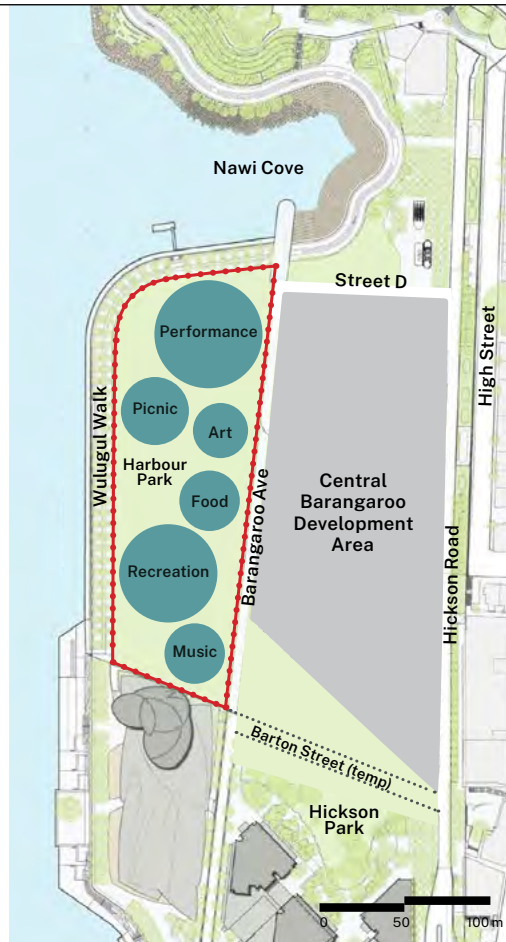 Nawi Cove
Street D
High Street
Performance
Picnic
Art
Wulugul Walk
Harbour
Park
Food
Barangaroo Ave
Central
Barangaroo
Development
Area
Hickson Road
Recreation
Music
Barton Street (temp)
Hickson
Park
0 50 100m